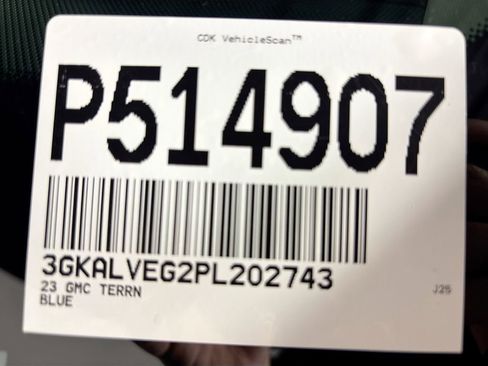 CDK VehicleScan™
P514907
3GKALVEG2PL202743
23 GMC TERRN
BLUE
J25